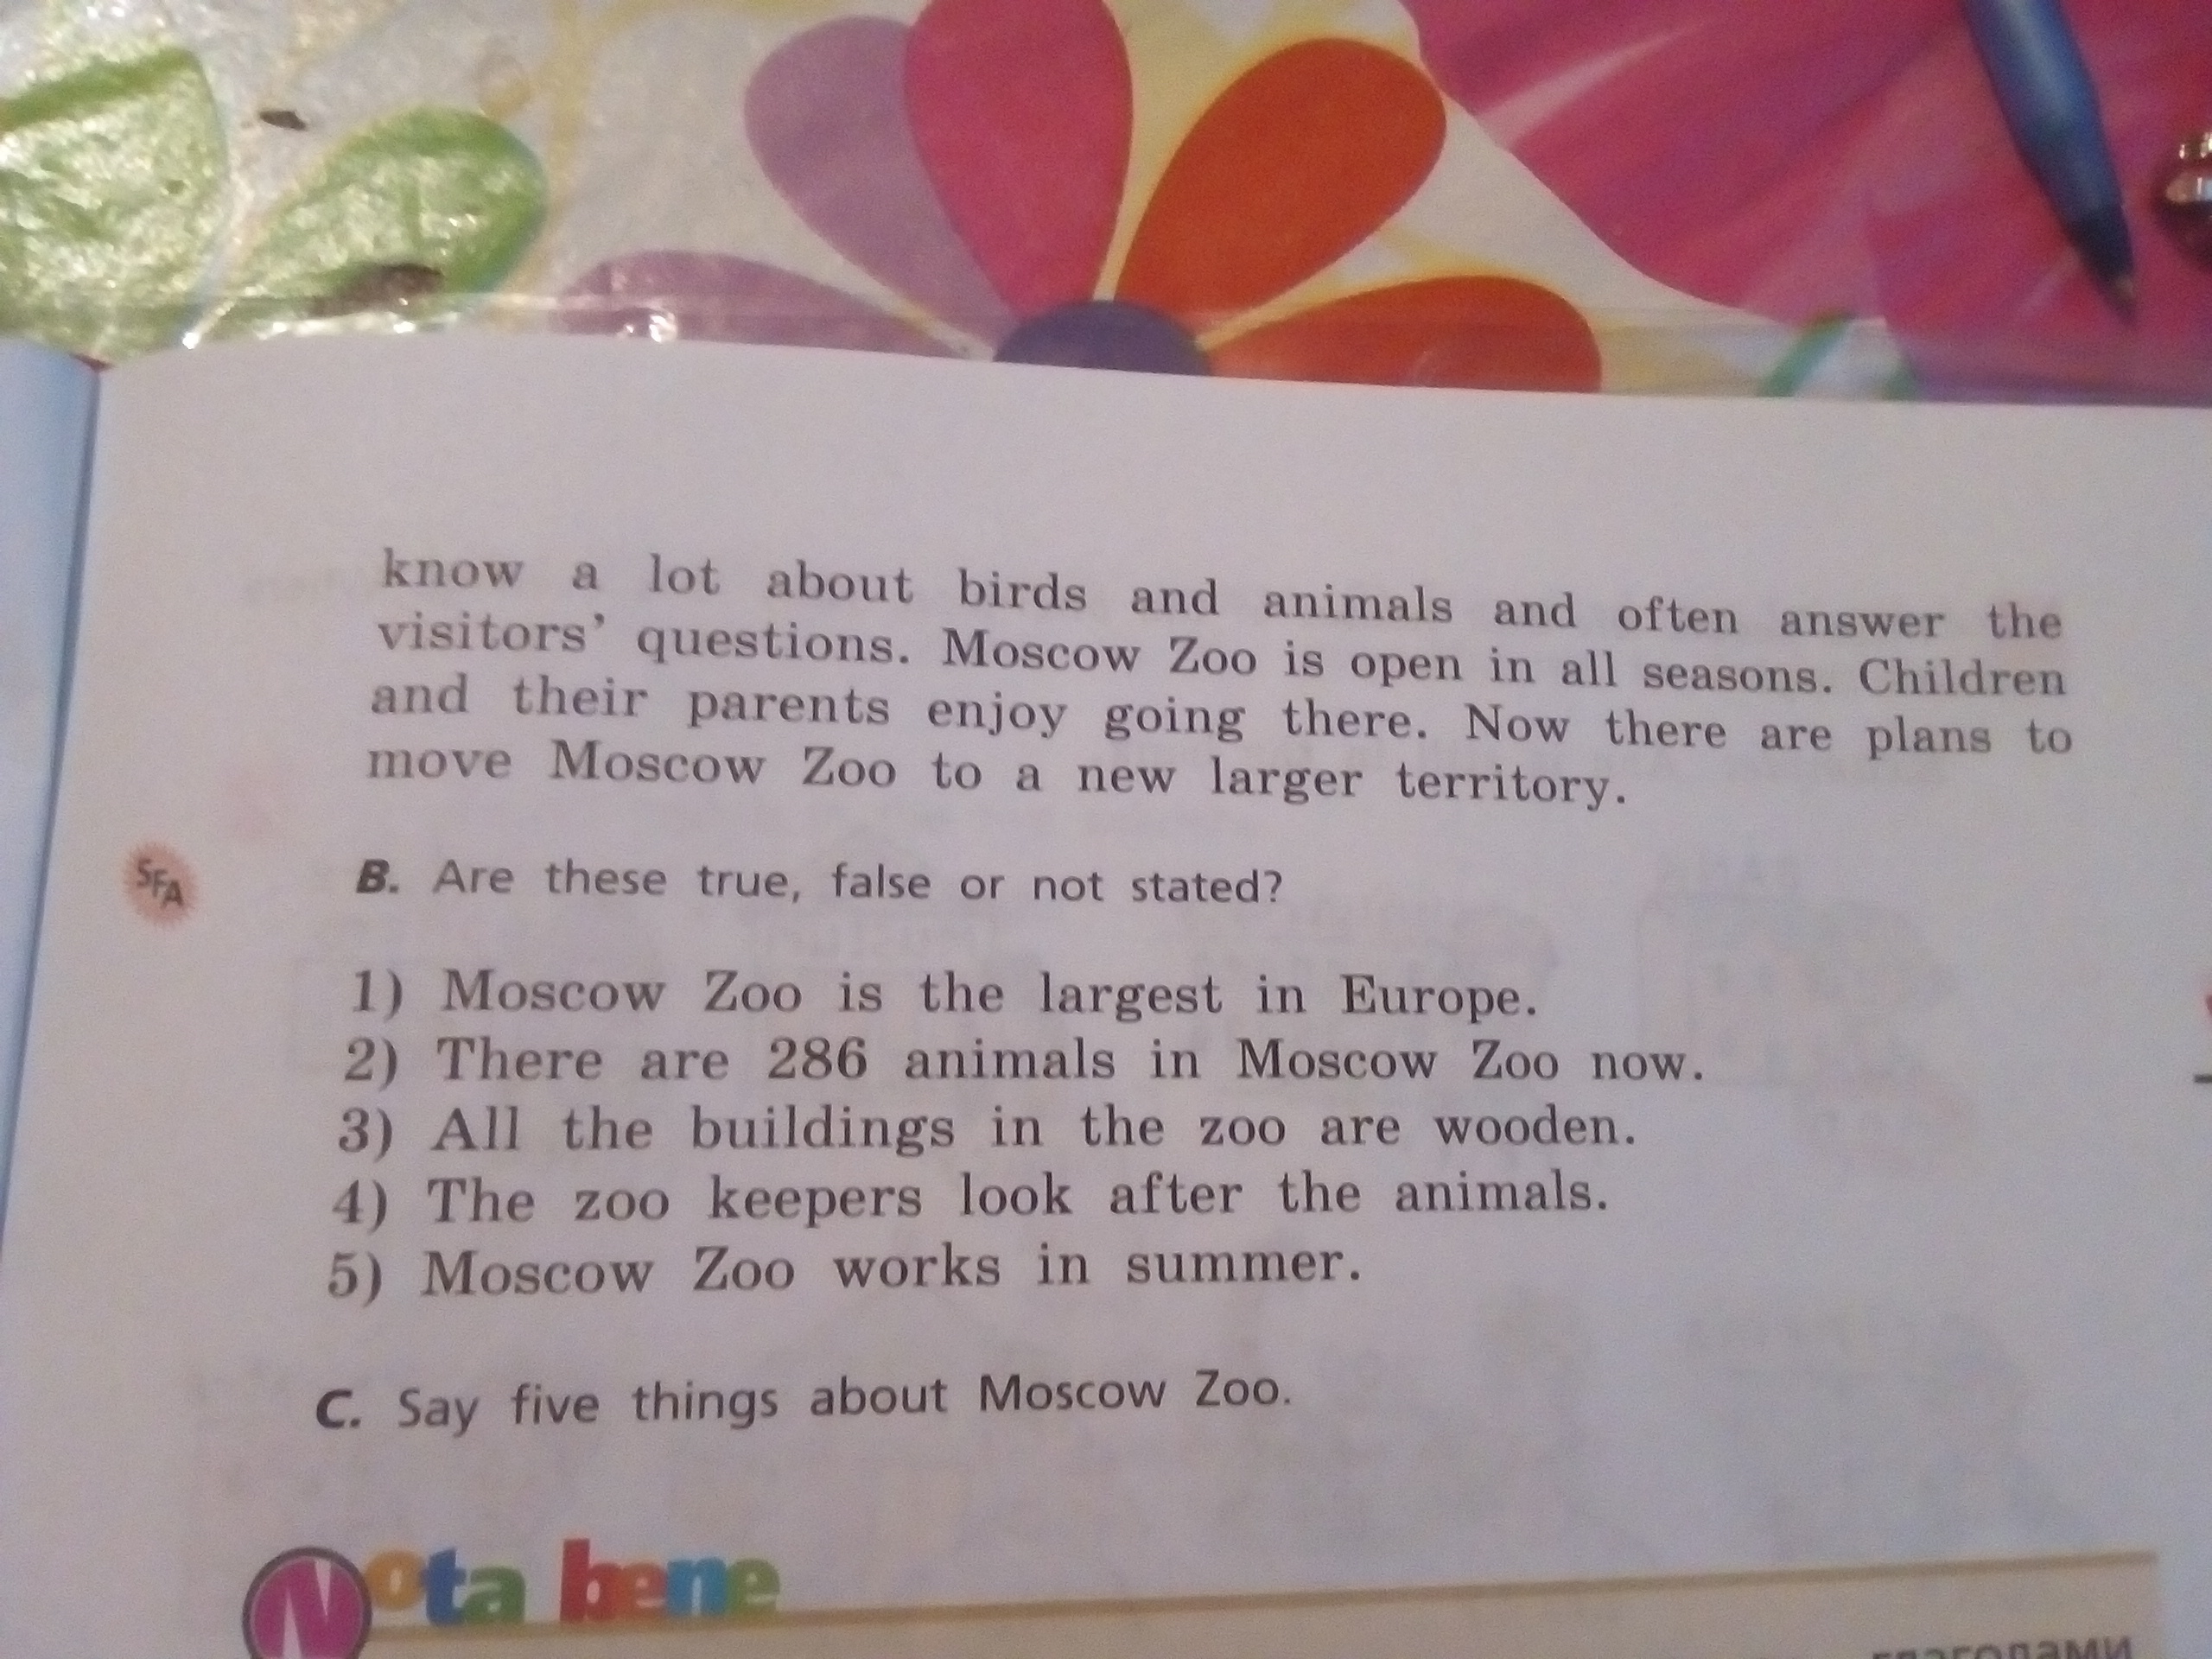 know a lot about birds and animals and often answer the
visitors’ questions. Moscow Zoo is open in all seasons. Children
and their parents enjoy going there. Now there are plans to
move Moscow Zoo to a new larger territory.
SFA
B. Are these true, false or not stated?
1) Moscow Zoo is the largest in Europe.
2) There are 286 animals in Moscow Zoo now.
3) All the buildings in the zoo are wooden.
4) The zoo keepers look after the animals.
5) Moscow Zoo works in summer.
C. Say five things about Moscow Zoo.
Nota bene
глаголами